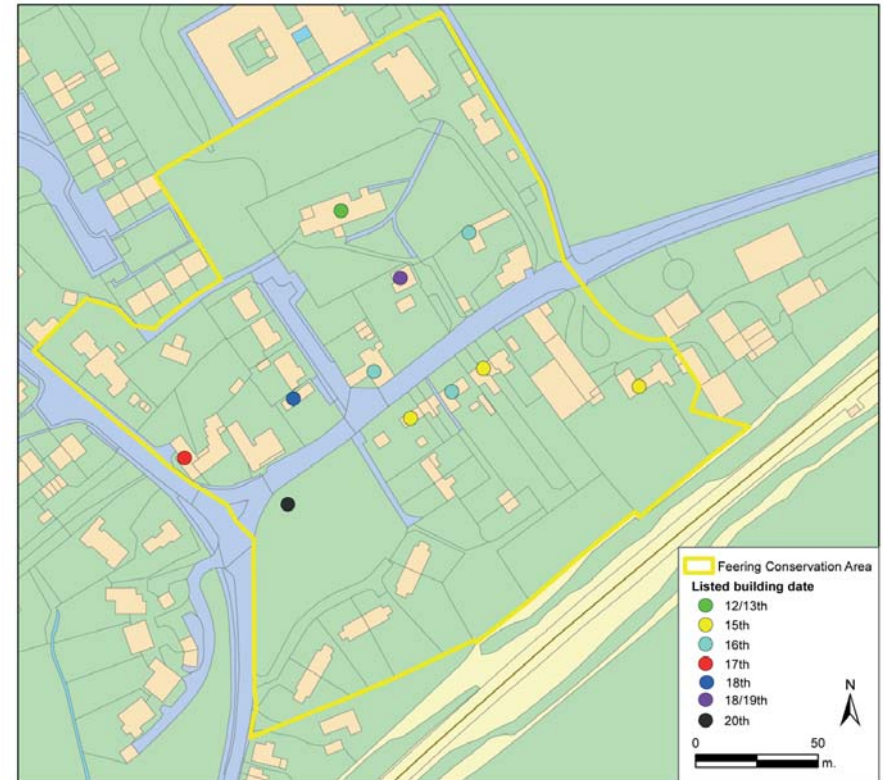 Feering Conservation Area
Listed building date
12/13th
15th
16th
17th
18th
18/19th
20th
N
0 50
m.